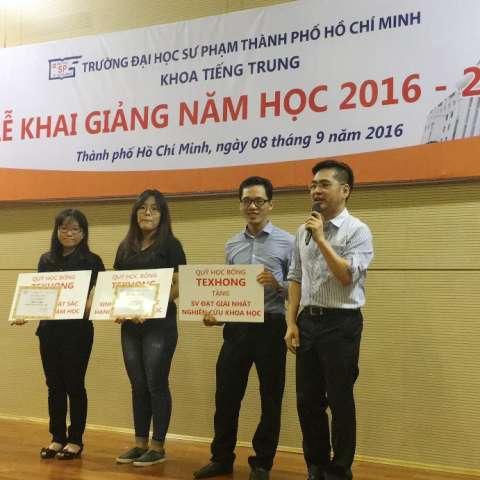 SP
TRƯỜNG ĐẠI HỌC SƯ PHẠM THÀNH PHỐ HỒ CHÍ MINH
KHOA TIẾNG TRUNG
LỄ KHAI GIẢNG NĂM HỌC 2016 - 2
Thành phố Hồ Chí Minh, ngày 08 tháng 9 năm 2016
QUỸ HỌC BỔNG
TEXHONG
QUỸ HỌC BỔNG
TEXHONG
QUỸ HỌC BỔNG
TEXHONG
TẶNG
SV ĐẠT GIẢI NHẤT
NGHIÊN CỨU KHOA HỌC